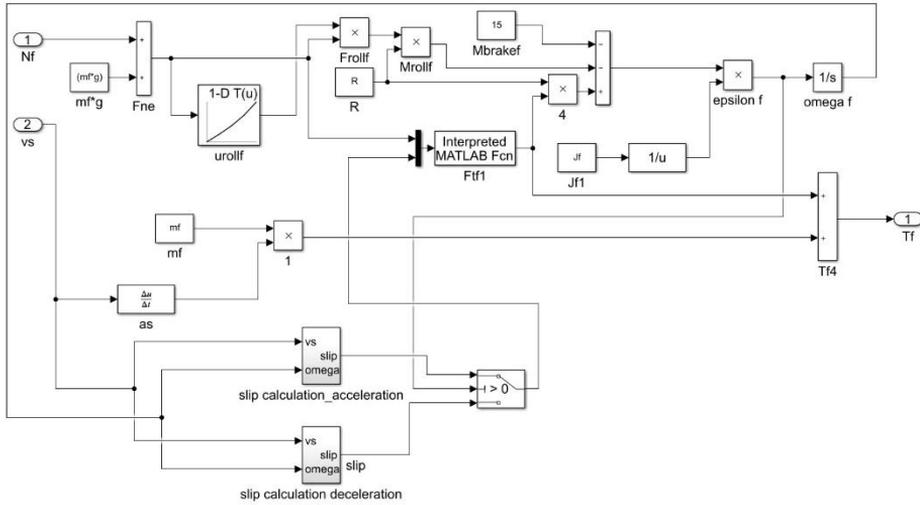 1
Nf
(mf*g)
mf*g
+
+
Fne
2
vs
1-D T(u)
urollf
×
Frollf
×
Mrollf
R
R
15
Mbrakef
×
4
−
−
+
×
epsilon f
1/s
omega f
Interpreted
MATLAB Fcn
Ftf1
Jf
Jf1
1/u
mf
mf
×
1
+
+
Tf4
1
Tf
Δu
Δt
as
vs
slip
omega
slip calculation_acceleration
> 0
vs
slip
omega
slip
slip calculation deceleration